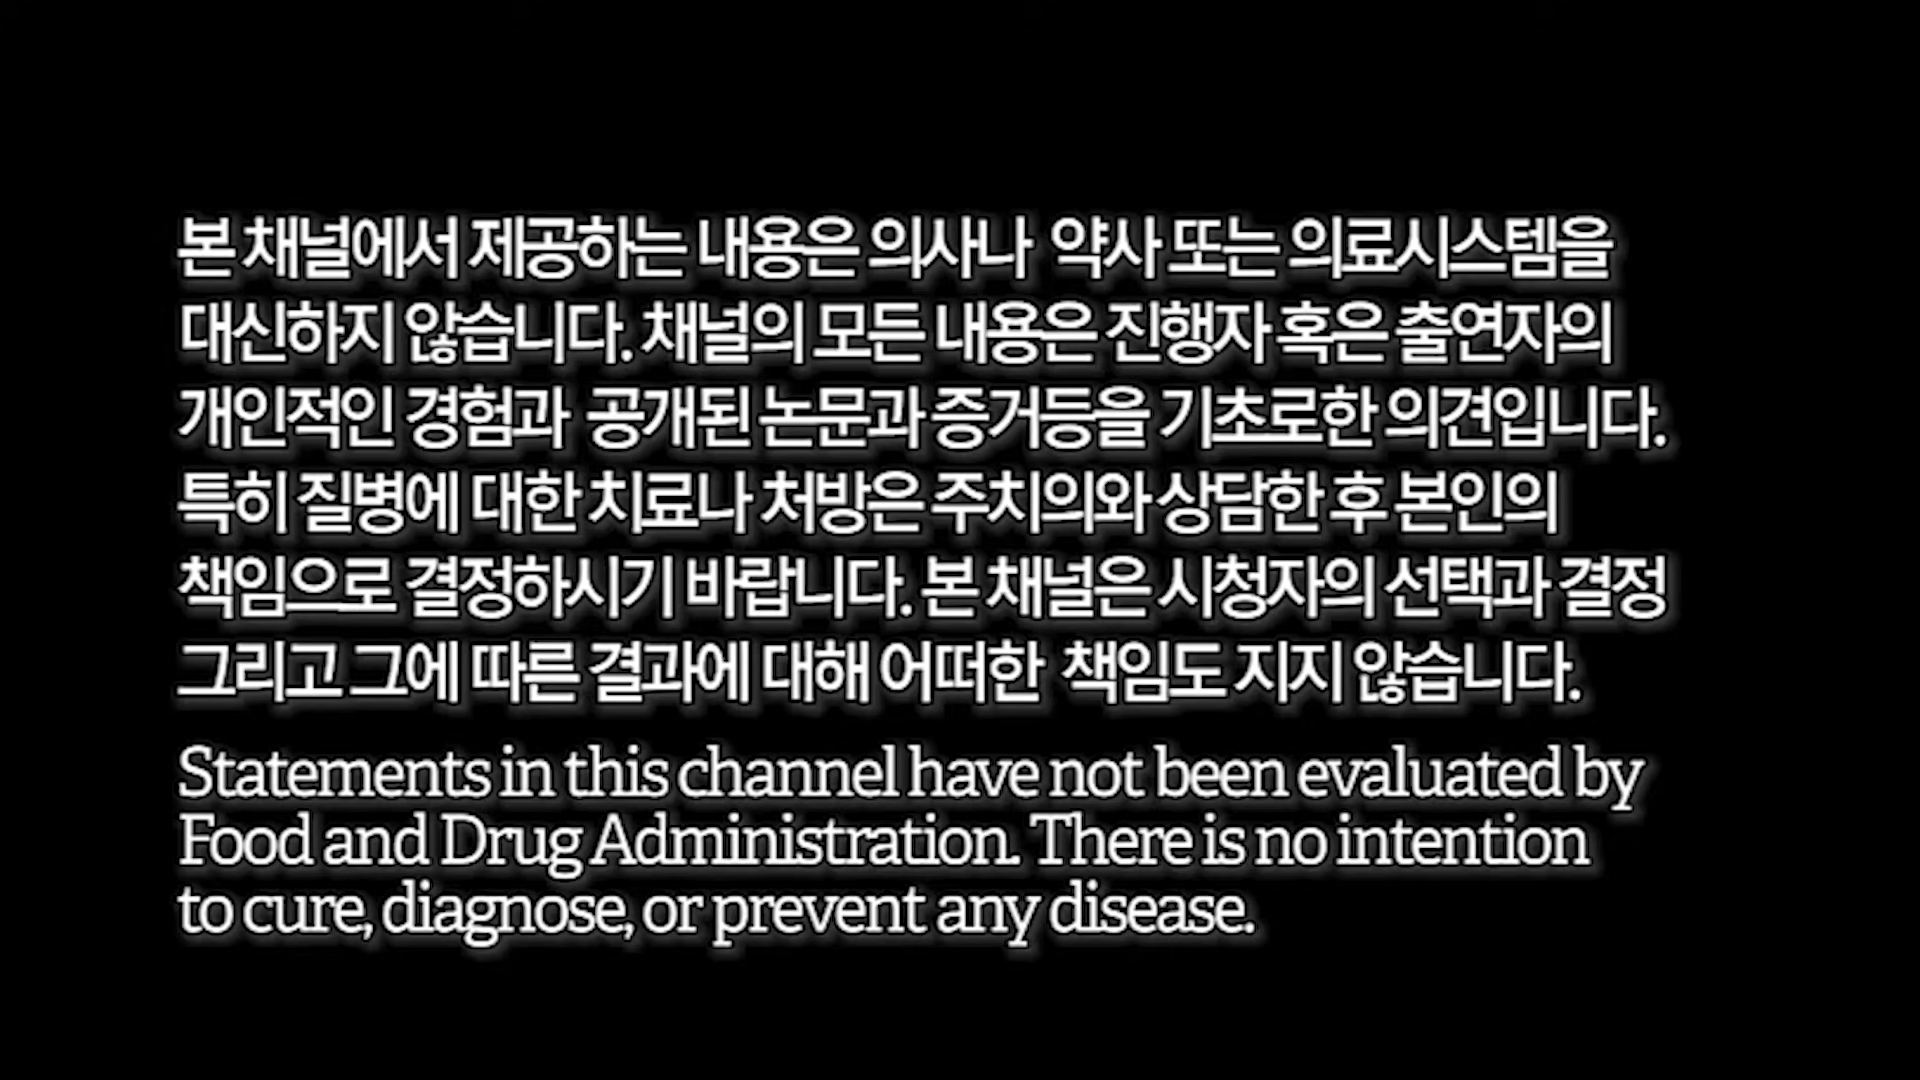 본 채널에서 제공하는 내용은 의사나 약사 또는 의료시스템을
대신하지 않습니다. 채널의 모든 내용은 진행자 혹은 출연자의
개인적인 경험과 공개된 논문과 증거등을 기초로한 의견입니다.
특히 질병에 대한 치료나 처방은 주치의와 상담한 후 본인의
책임으로 결정하시기 바랍니다. 본 채널은 시청자의 선택과 결정
그리고 그에 따른 결과에 대해 어떠한 책임도 지지 않습니다.
Statements in this channel have not been evaluated by
Food and Drug Administration. There is no intention
to cure, diagnose, or prevent any disease.